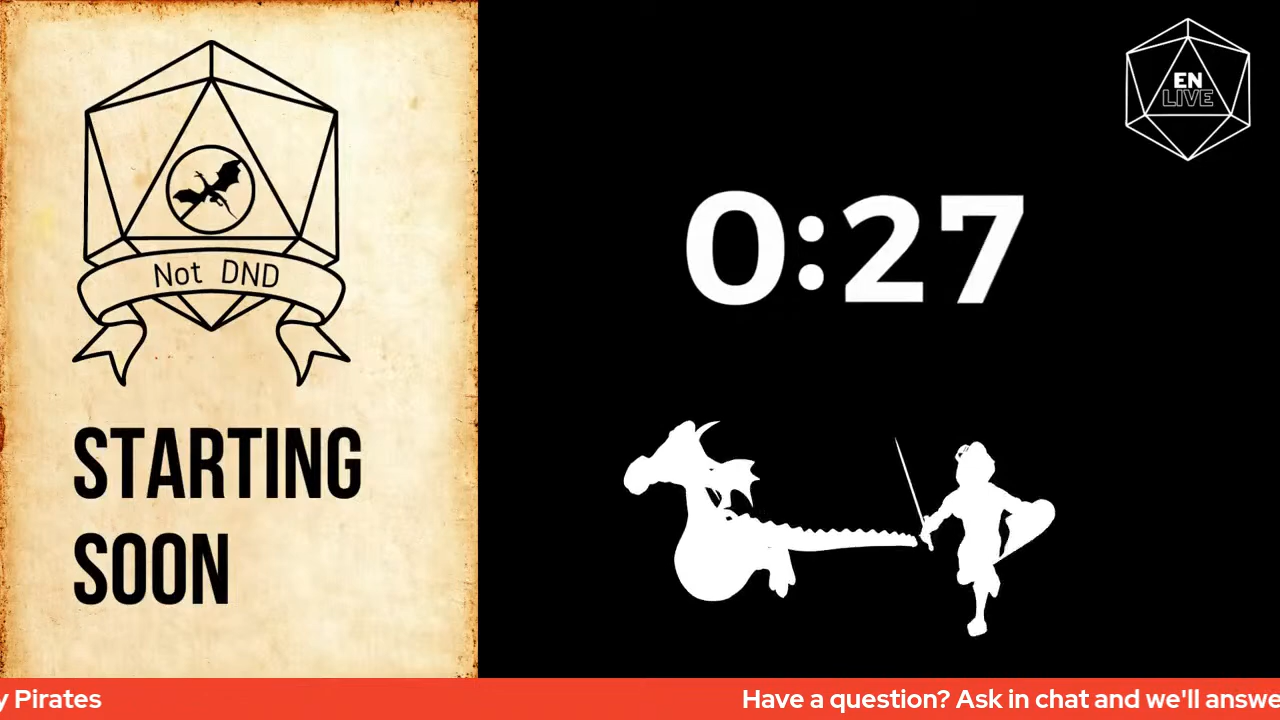 Not DND
STARTING
SOON
EN
LIVE
0:27
y Pirates
Have a question? Ask in chat and we'll answe